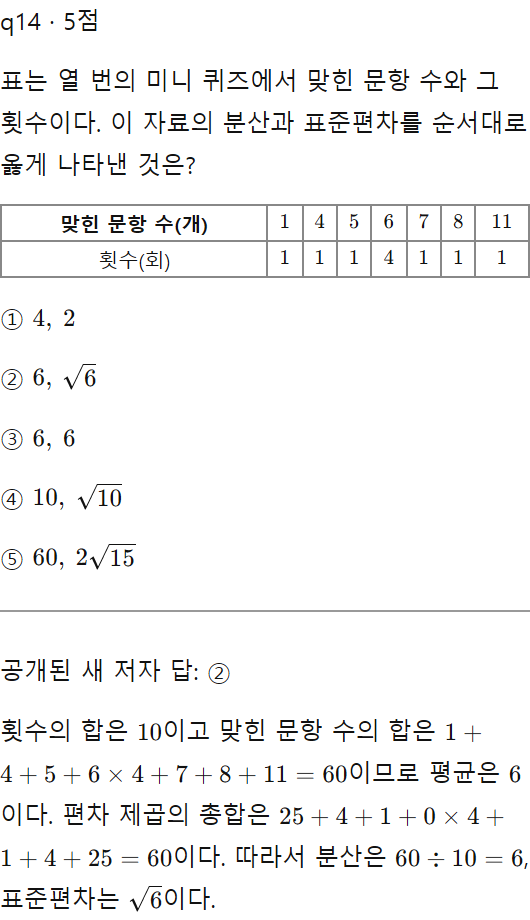 q14 · 5점
표는 열 번의 미니 퀴즈에서 맞힌 문항 수와 그
횟수이다. 이 자료의 분산과 표준편차를 순서대로
옳게 나타낸 것은?
맞힌 문항 수(개) 1 4 5 6 7 8 11
횟수(회) 1 1 1 4 1 1 1
① 4, 2
② 6, √6
③ 6, 6
④ 10, √10
⑤ 60, 2√15
공개된 새 저자 답: ②
횟수의 합은 10이고 맞힌 문항 수의 합은 1 +
4 + 5 + 6 × 4 + 7 + 8 + 11 = 60이므로 평균은 6
이다. 편차 제곱의 총합은 25 + 4 + 1 + 0 × 4 +
1 + 4 + 25 = 60이다. 따라서 분산은 60 ÷ 10 = 6,
표준편차는 √6이다.